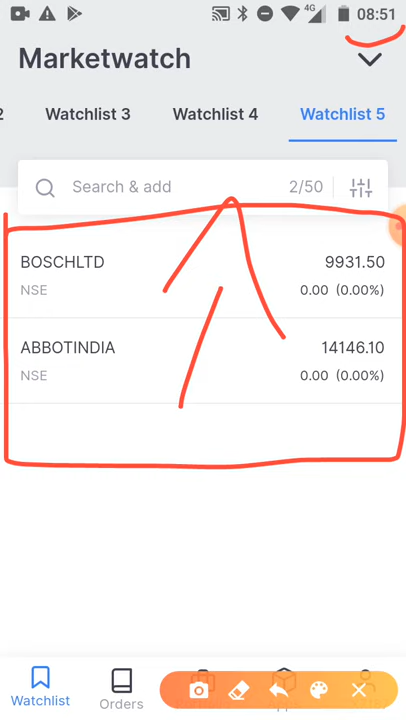 4G 08:51
Marketwatch
2 Watchlist 3 Watchlist 4 Watchlist 5
Search & add 2/50
BOSCHLTD 9931.50
NSE 0.00 (0.00%)
ABBOTINDIA 14146.10
NSE 0.00 (0.00%)
Watchlist Orders